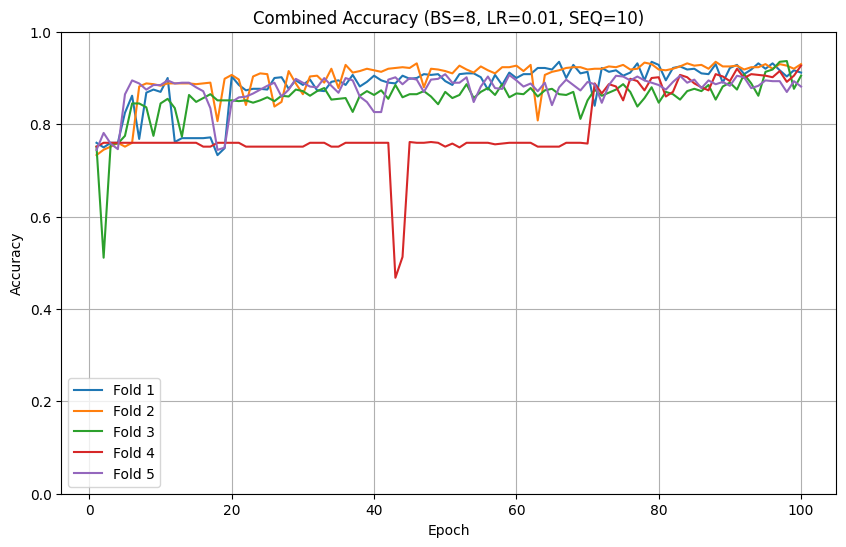 Combined Accuracy (BS=8, LR=0.01, SEQ=10)
1.0
0.8
0.6
0.4
0.2
0.0
Accuracy
Fold 1
Fold 2
Fold 3
Fold 4
Fold 5
0 20 40 60 80 100
Epoch